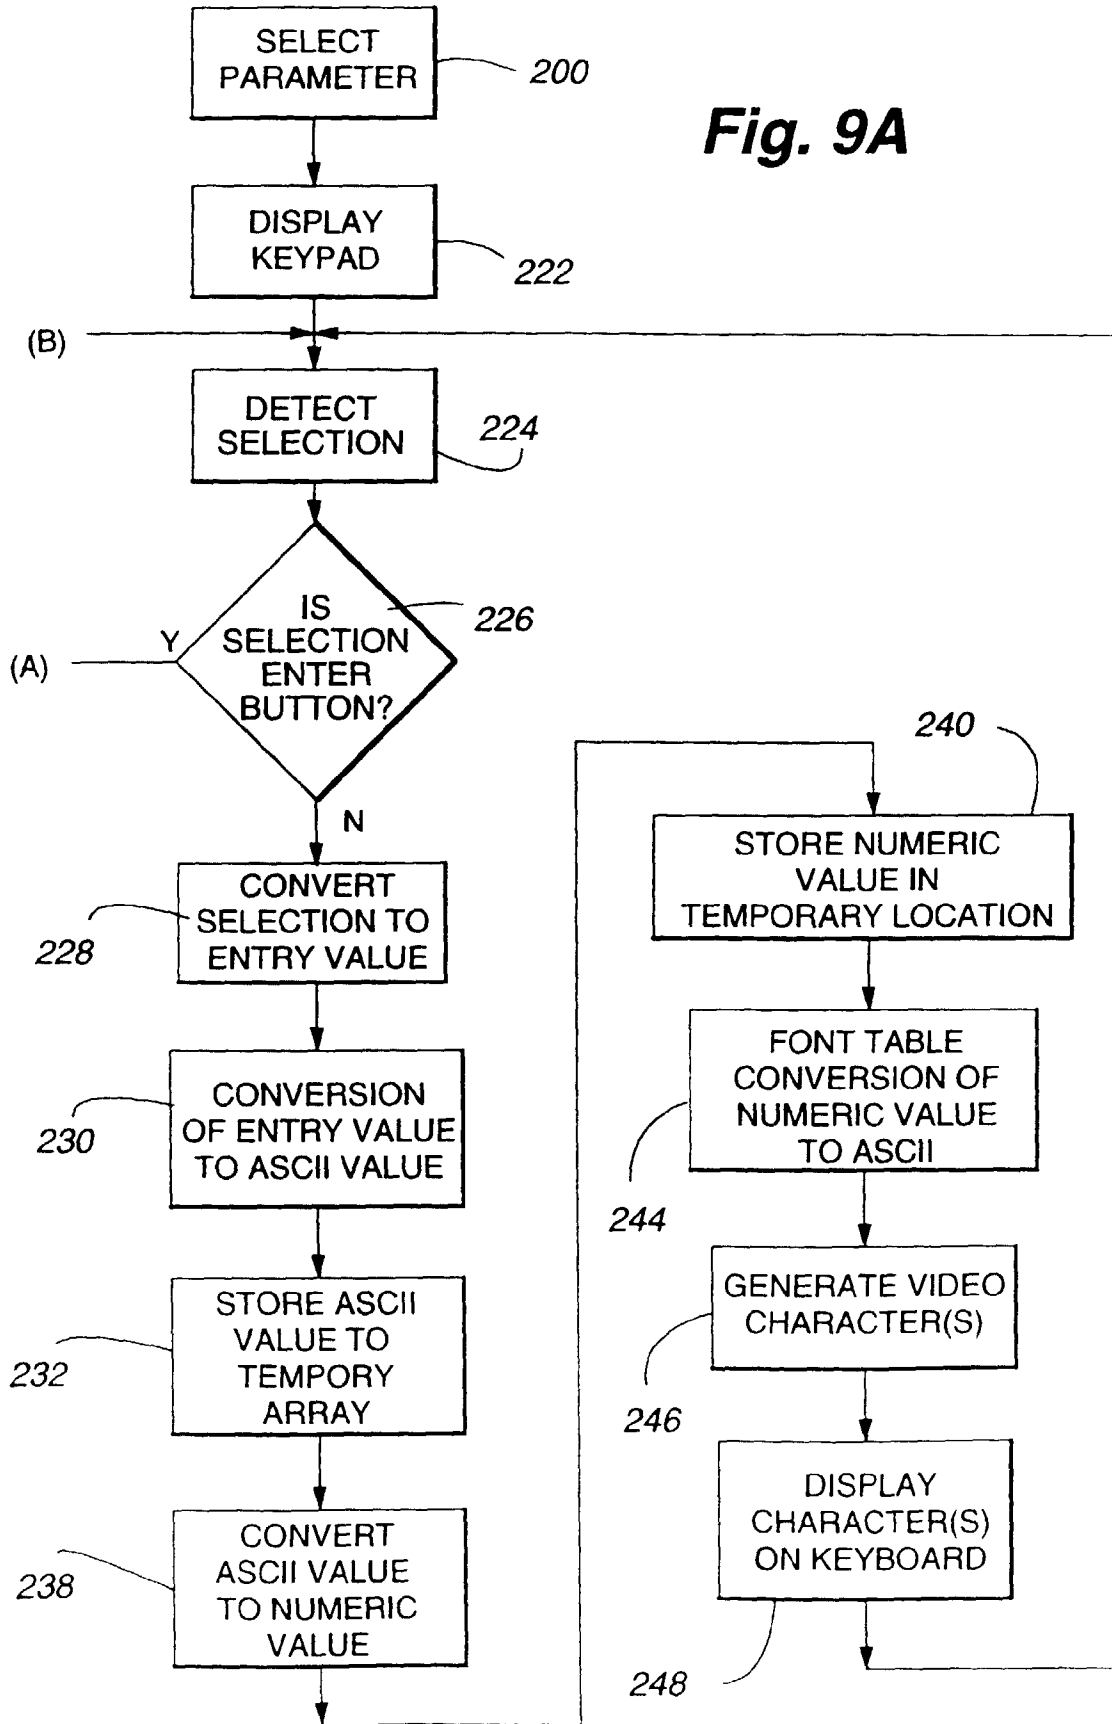 SELECT
PARAMETER
200
Fig. 9A
DISPLAY
KEYPAD
222
(B)
DETECT
SELECTION
224
IS
SELECTION
ENTER
BUTTON?
226
Y
(A)
N
CONVERT
SELECTION TO
ENTRY VALUE
228
CONVERSION
OF ENTRY VALUE
TO ASCII VALUE
230
STORE ASCII
VALUE TO
TEMPORY
ARRAY
232
CONVERT
ASCII VALUE
TO NUMERIC
VALUE
238
240
STORE NUMERIC
VALUE IN
TEMPORARY LOCATION
FONT TABLE
CONVERSION OF
NUMERIC VALUE
TO ASCII
244
GENERATE VIDEO
CHARACTER(S)
246
DISPLAY
CHARACTER(S)
ON KEYBOARD
248